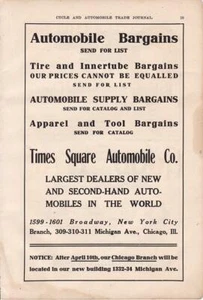 CYCLE AND AUTOMOBILE TRADE JOURNAL.
Automobile Bargains
SEND FOR LIST
Tire and Innertube Bargains
OUR PRICES CANNOT BE EQUALLED
SEND FOR LIST
AUTOMOBILE SUPPLY BARGAINS
SEND FOR CATALOG AND LIST
Apparel and Tool Bargains
SEND FOR CATALOG
Times Square Automobile Co.
LARGEST DEALERS OF NEW
AND SECOND-HAND AUTO-
MOBILES IN THE WORLD
1599-1601 Broadway, New York City
Branch, 309-310-311 Michigan Ave., Chicago, Ill.
NOTICE: After April 10th, our Chicago Branch will be
located in our new building 1332-34 Michigan Ave.